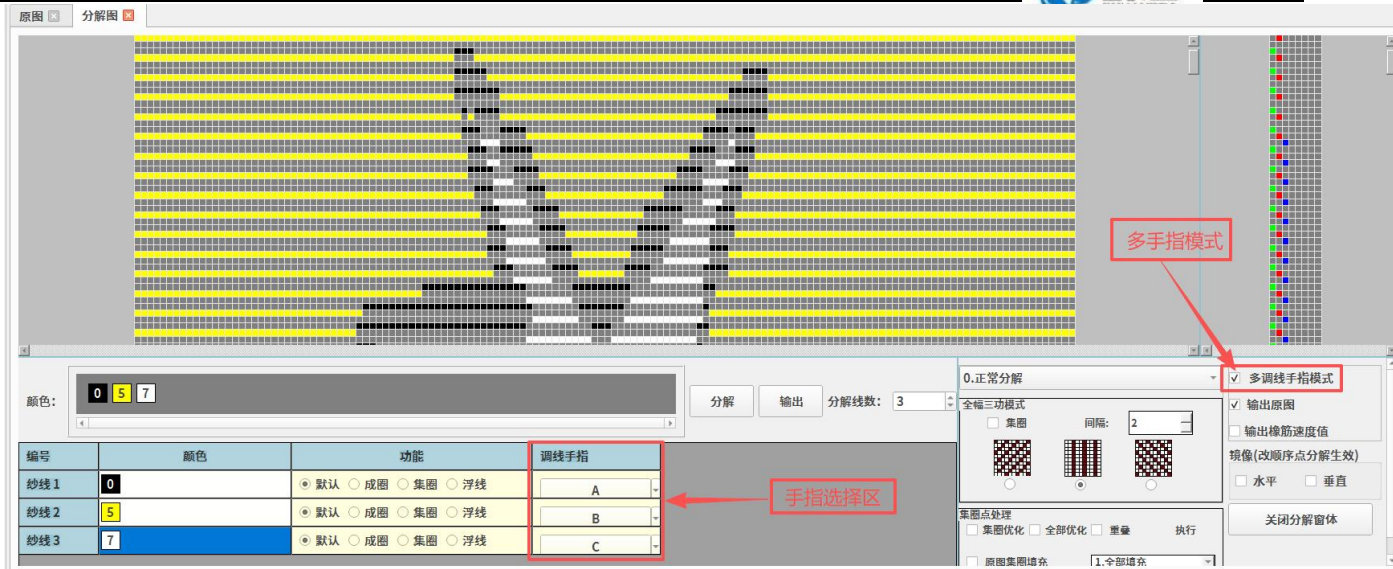 原图 分解图
多手指模式
颜色： 0 5 7 分解 输出 分解线数： 3
0.正常分解
全幅三功模式
集圈 间隔: 2
多调线手指模式
输出原图
输出橡筋速度值
镜像(改顺序点分解生效)
水平 垂直
关闭分解窗体
编号 颜色 功能 调线手指
纱线1 0 默认 成圈 集圈 浮线 A
纱线2 5 默认 成圈 集圈 浮线 B
纱线3 7 默认 成圈 集圈 浮线 C
手指选择区
集圈点处理
集圈优化 全部优化 重叠 执行
原图集圈填充 1.全部填充